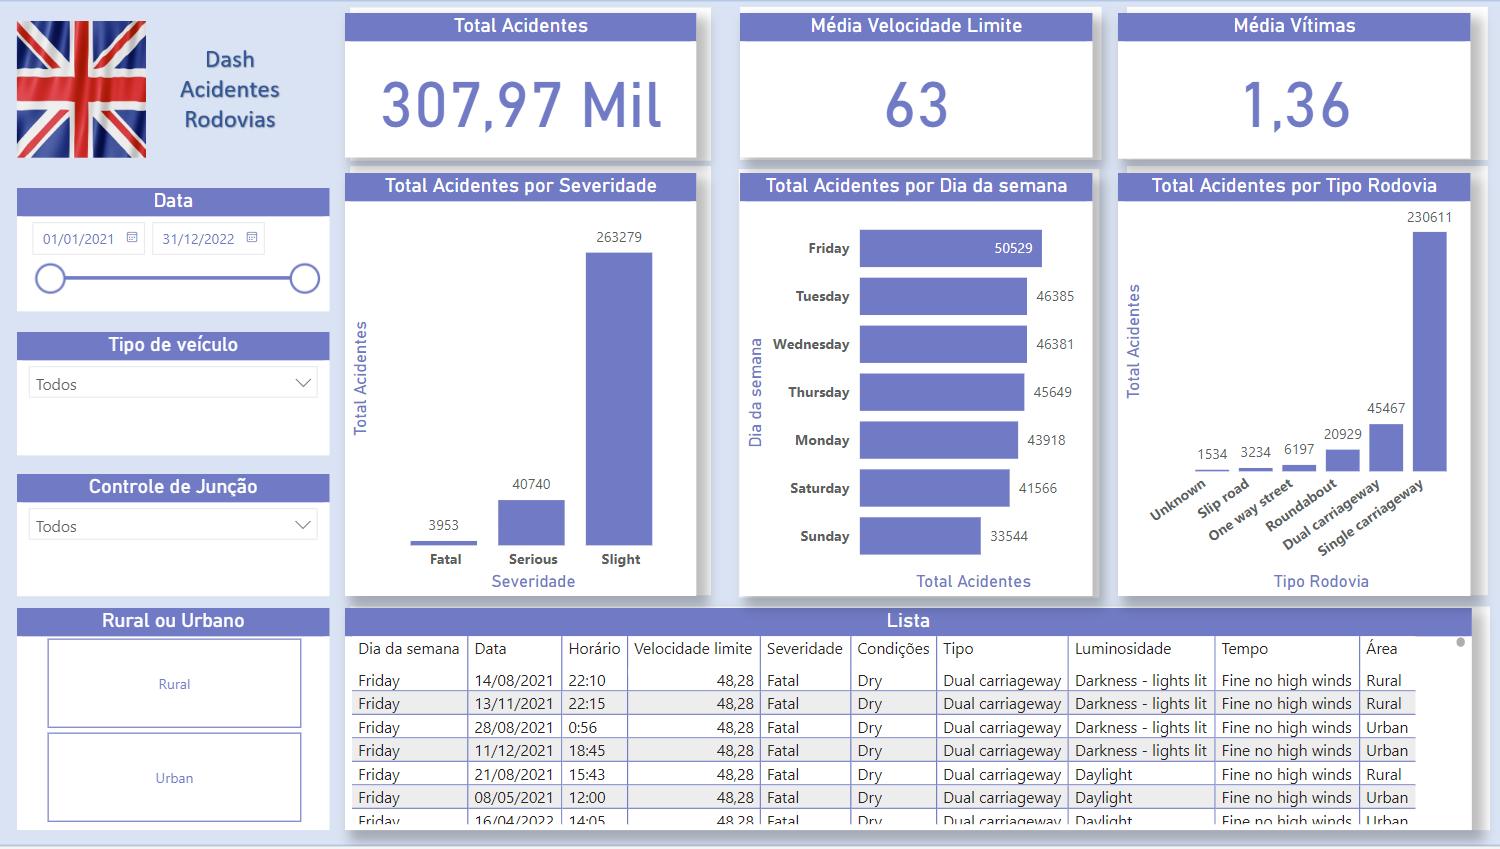 Dash
Acidentes
Rodovias
Total Acidentes
307,97 Mil
Média Velocidade Limite
63
Média Vítimas
1,36
Data
01/01/2021
31/12/2022
Tipo de veículo
Todos
Controle de Junção
Todos
Rural ou Urbano
Rural
Urban
Total Acidentes por Severidade
Total Acidentes
263279
40740
3953
Fatal Serious Slight
Severidade
Total Acidentes por Dia da semana
Dia da semana
Friday 50529
Tuesday 46385
Wednesday 46381
Thursday 45649
Monday 43918
Saturday 41566
Sunday 33544
Total Acidentes
Total Acidentes por Tipo Rodovia
Total Acidentes
230611
45467
20929
6197
3234
1534
Unknown
Slip road
One way street
Roundabout
Dual carriageway
Single carriageway
Tipo Rodovia
Lista
Dia da semana Data Horário Velocidade limite Severidade Condições Tipo Luminosidade Tempo Área
Friday 14/08/2021 22:10 48,28 Fatal Dry Dual carriageway Darkness - lights lit Fine no high winds Rural
Friday 13/11/2021 22:15 48,28 Fatal Dry Dual carriageway Darkness - lights lit Fine no high winds Rural
Friday 28/08/2021 0:56 48,28 Fatal Dry Dual carriageway Darkness - lights lit Fine no high winds Urban
Friday 11/12/2021 18:45 48,28 Fatal Dry Dual carriageway Darkness - lights lit Fine no high winds Urban
Friday 21/08/2021 15:43 48,28 Fatal Dry Dual carriageway Daylight Fine no high winds Rural
Friday 08/05/2021 12:00 48,28 Fatal Dry Dual carriageway Daylight Fine no high winds Urban
Friday 16/04/2022 14:05 48,28 Fatal Dry Dual carriageway Daylight Fine no high winds Urban